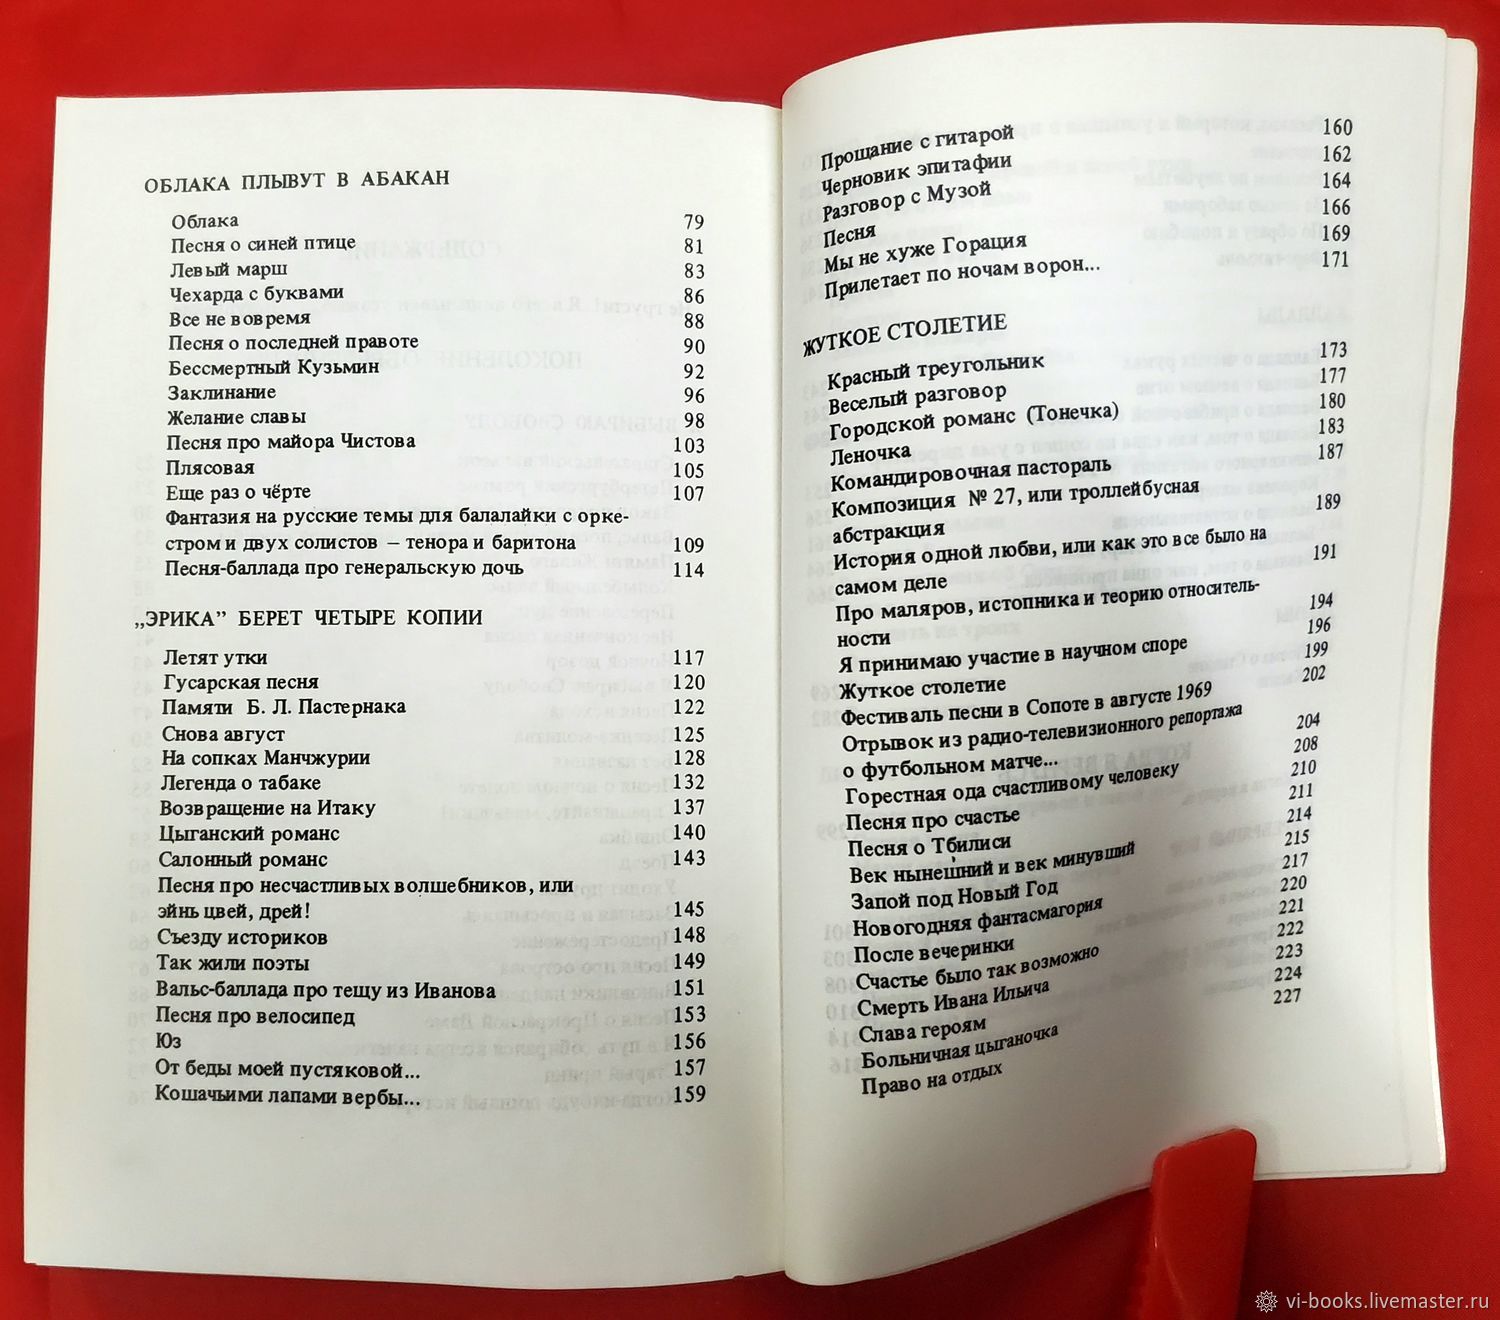 ОБЛАКА ПЛЫВУТ В АБАКАН
Облака 79
Песня о синей птице 81
Левый марш 83
Чехарда с буквами 86
Все не вовремя 88
Песня о последней правоте 90
Бессмертный Кузьмин 92
Заклинание 96
Желание славы 98
Песня про майора Чистова 103
Плясовая 105
Еще раз о чёрте 107
Фантазия на русские темы для балалайки с орке-
стром и двух солистов – тенора и баритона 109
Песня-баллада про генеральскую дочь 114
„ЭРИКА” БЕРЕТ ЧЕТЫРЕ КОПИИ
Летят утки 117
Гусарская песня 120
Памяти Б. Л. Пастернака 122
Снова август 125
На сопках Манчжурии 128
Легенда о табаке 132
Возвращение на Итаку 137
Цыганский романс 140
Салонный романс 143
Песня про несчастливых волшебников, или
эйнь цвей, дрей! 145
Съезду историков 148
Так жили поэты 149
Вальс-баллада про тещу из Иванова 151
Песня про велосипед 153
Юз 156
От беды моей пустяковой... 157
Кошачьими лапами вербы... 159
Прощание с гитарой 160
Черновик эпитафии 162
Разговор с Музой 164
Песня 166
Мы не хуже Горация 169
Прилетает по ночам ворон... 171
ЖУТКОЕ СТОЛЕТИЕ
Красный треугольник 173
Веселый разговор 177
Городской романс (Тонечка) 180
Леночка 183
Командировочная пастораль 187
Композиция № 27, или троллейбусная
абстракция 189
История одной любви, или как это все было на
самом деле 191
Про маляров, истопника и теорию относитель-
ности 194
Я принимаю участие в научном споре 196
Жуткое столетие 199
Фестиваль песни в Сопоте в августе 1969 202
Отрывок из радио-телевизионного репортажа
о футбольном матче... 204
Горестная ода счастливому человеку 208
Песня про счастье 210
Песня о Тбилиси 211
Век нынешний и век минувший 214
Запой под Новый Год 215
Новогодняя фантасмагория 217
После вечеринки 220
Счастье было так возможно 221
Смерть Ивана Ильича 222
Слава героям 223
Больничная цыганочка 224
Право на отдых 227
vi-books.livemaster.ru